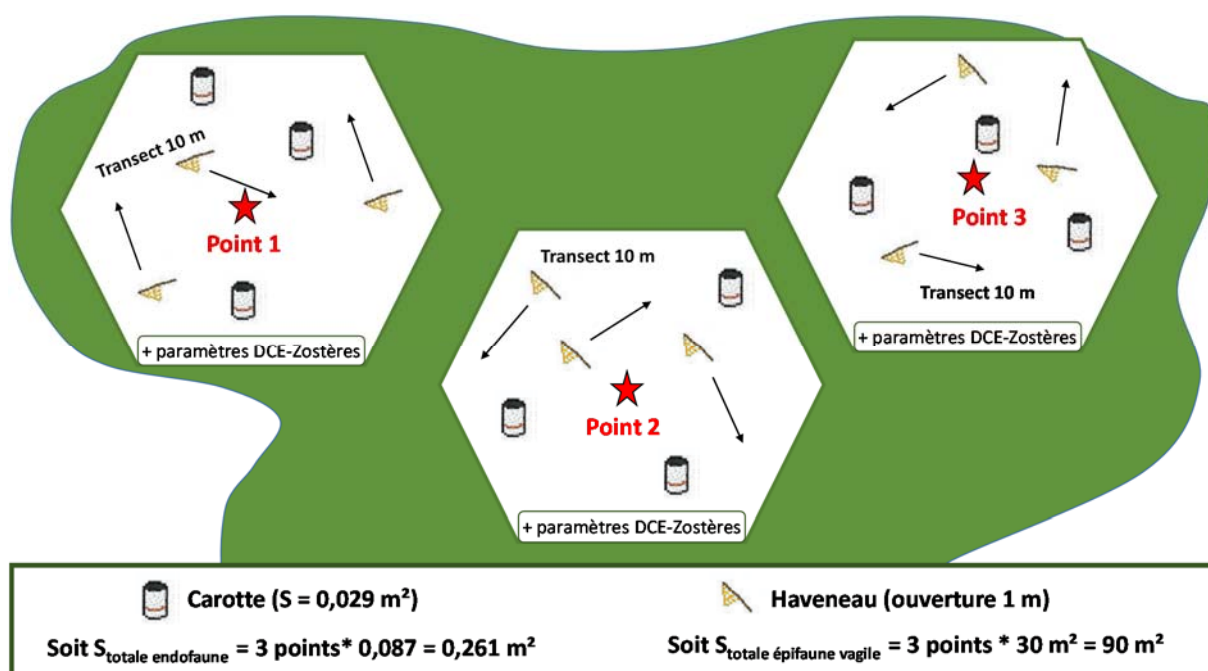 Transect 10 m
Point 1
+ paramètres DCE-Zostères
Transect 10 m
Point 2
+ paramètres DCE-Zostères
Point 3
Transect 10 m
+ paramètres DCE-Zostères
Carotte (S = 0,029 m²)
Soit S totale endofaune = 3 points* 0,087 = 0,261 m²
Haveneau (ouverture 1 m)
Soit S totale épifaune vagile = 3 points * 30 m² = 90 m²